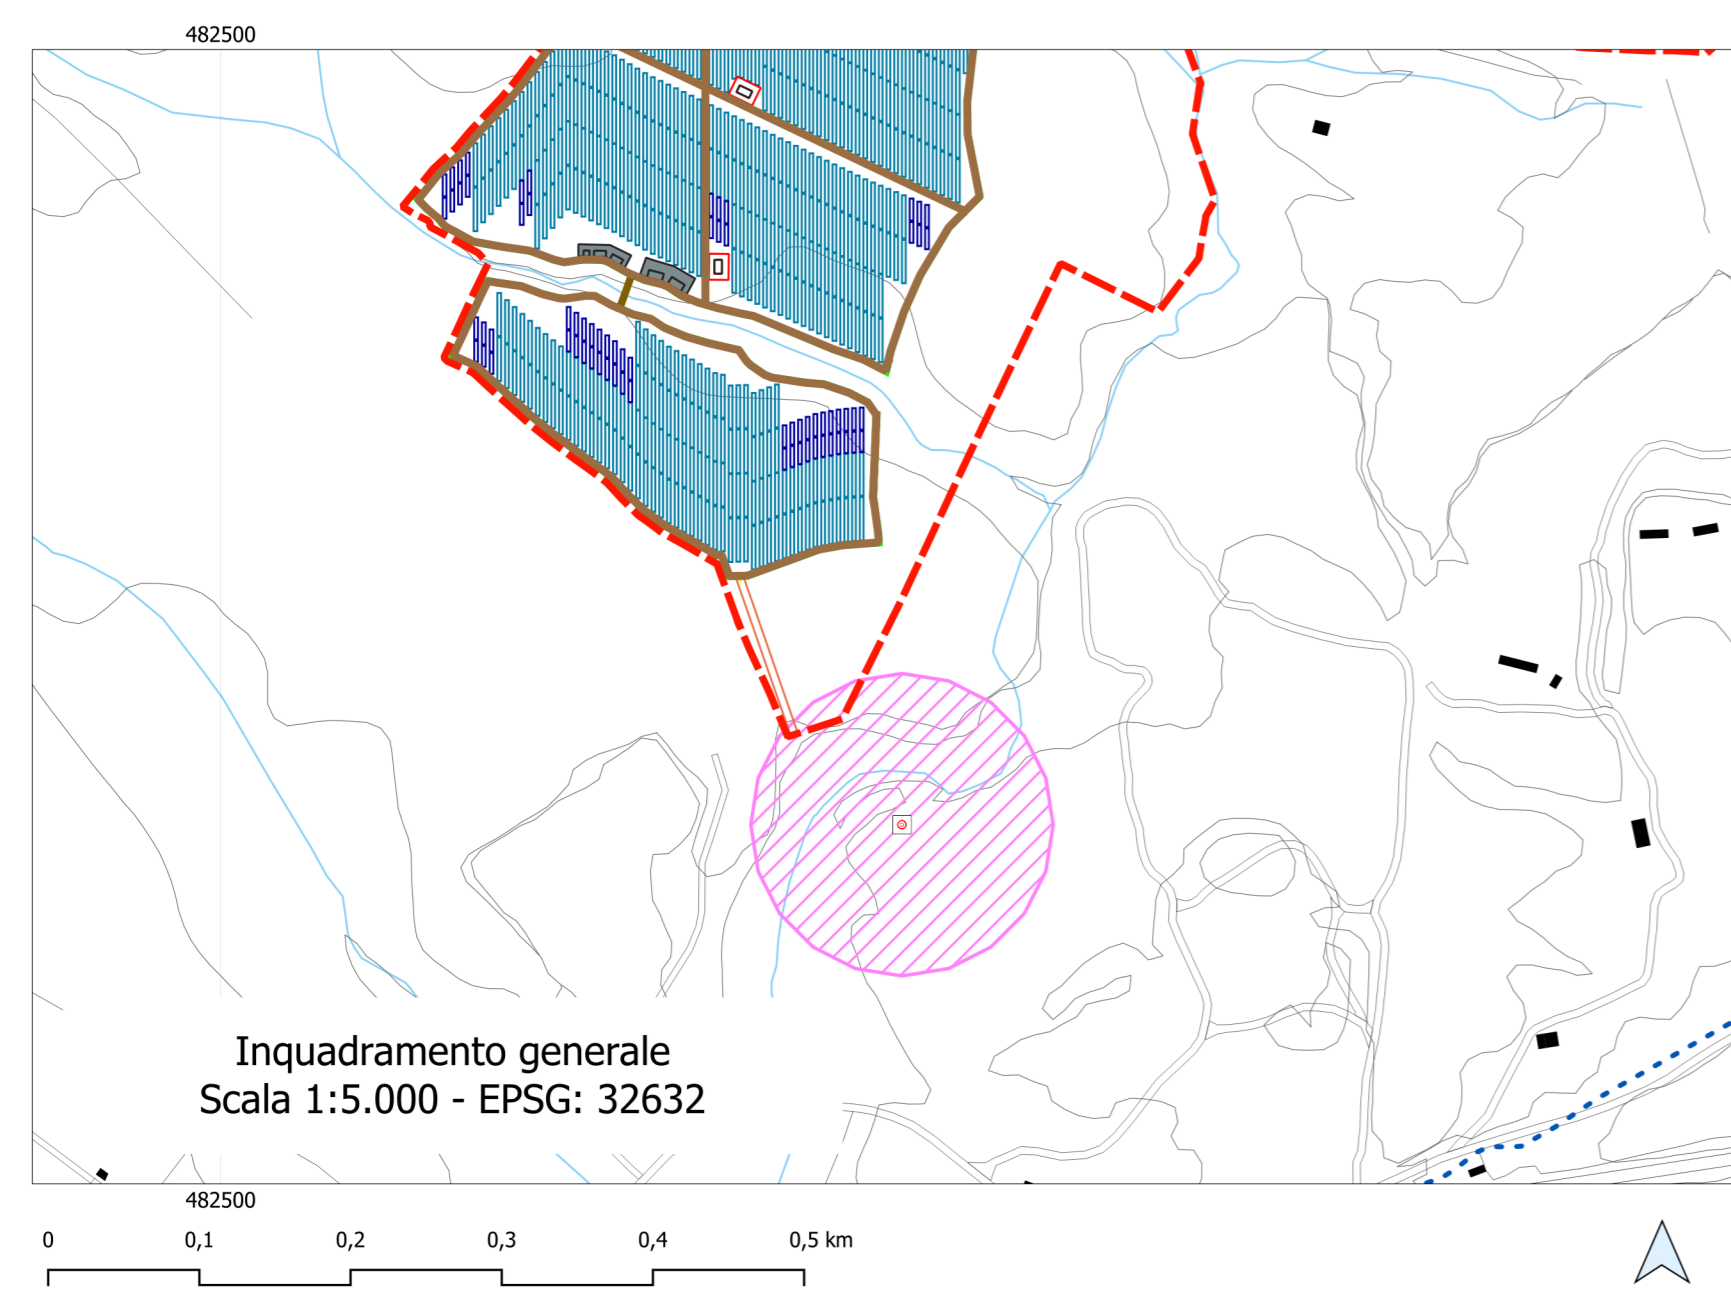 482500
Inquadramento generale
Scala 1:5.000 - EPSG: 32632
482500
0 0,1 0,2 0,3 0,4 0,5 km